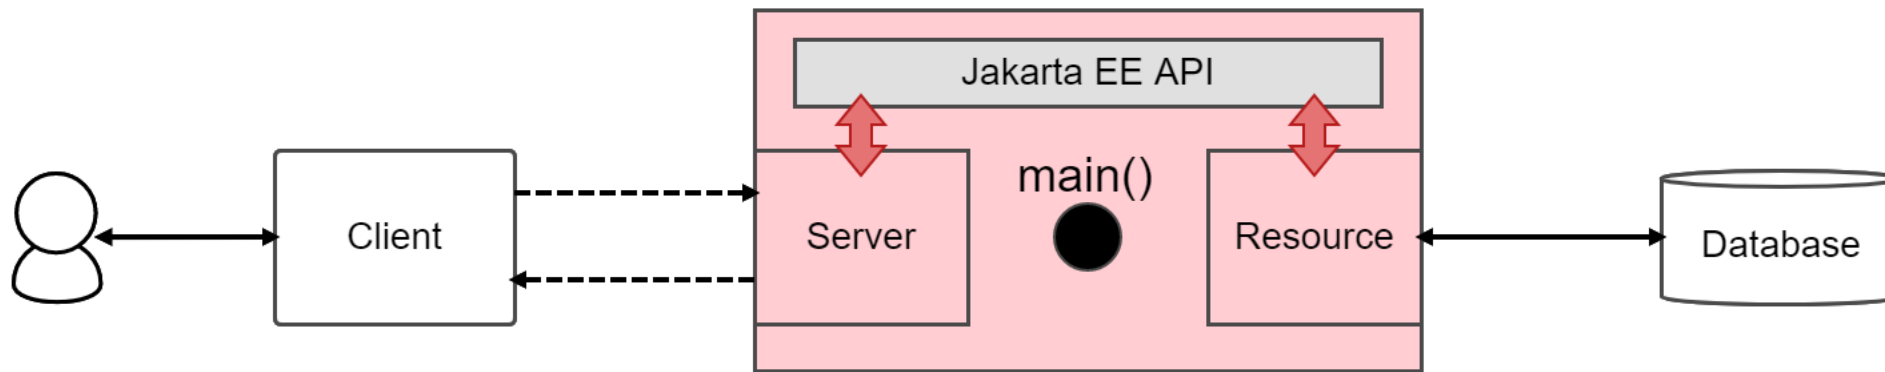 Jakarta EE API
main()
Client
Server
Resource
Database